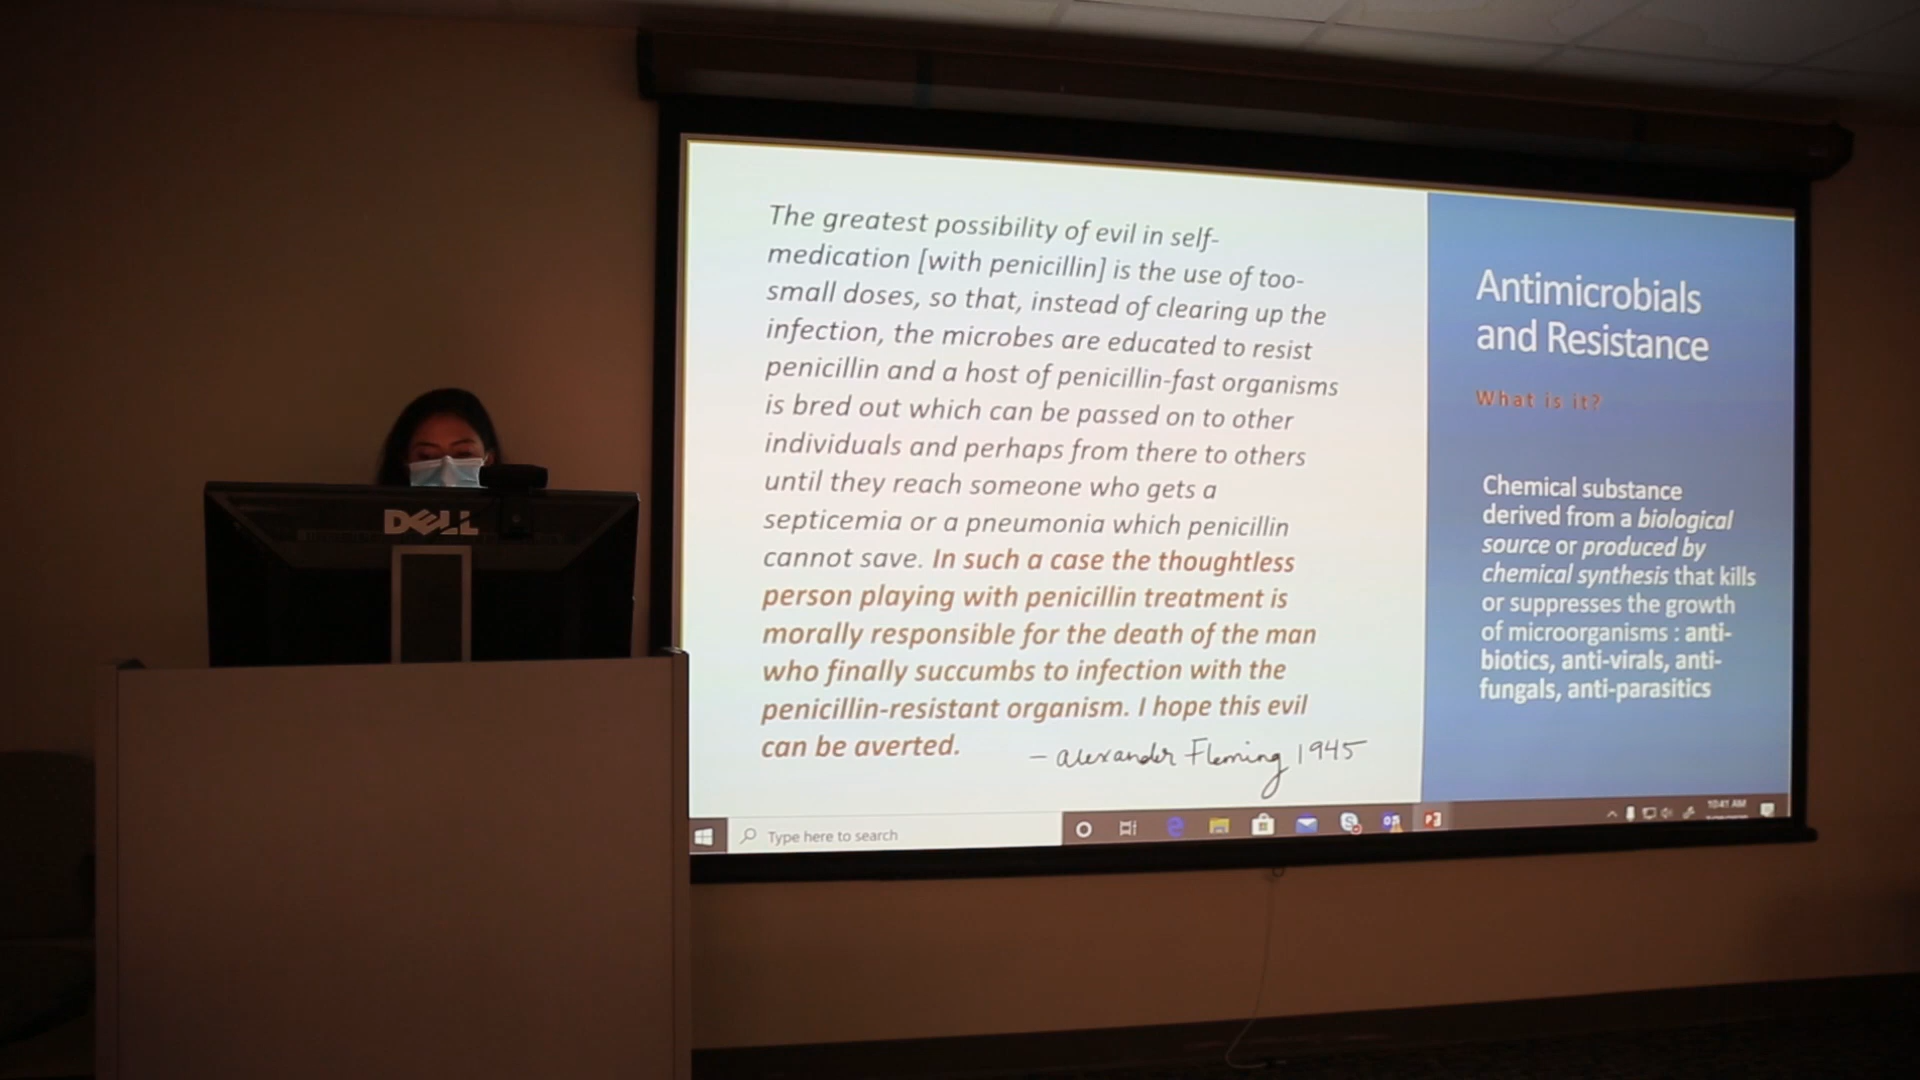 The greatest possibility of evil in self-
medication [with penicillin] is the use of too-
small doses, so that, instead of clearing up the
infection, the microbes are educated to resist
penicillin and a host of penicillin-fast organisms
is bred out which can be passed on to other
individuals and perhaps from there to others
until they reach someone who gets a
septicemia or a pneumonia which penicillin
cannot save. In such a case the thoughtless
person playing with penicillin treatment is
morally responsible for the death of the man
who finally succumbs to infection with the
penicillin-resistant organism. I hope this evil
can be averted.
— Alexander Fleming 1945
Antimicrobials
and Resistance
What is it?
Chemical substance
derived from a biological
source or produced by
chemical synthesis that kills
or suppresses the growth
of microorganisms : anti-
biotics, anti-virals, anti-
fungals, anti-parasitics
Type here to search
10:41 AM
DELL